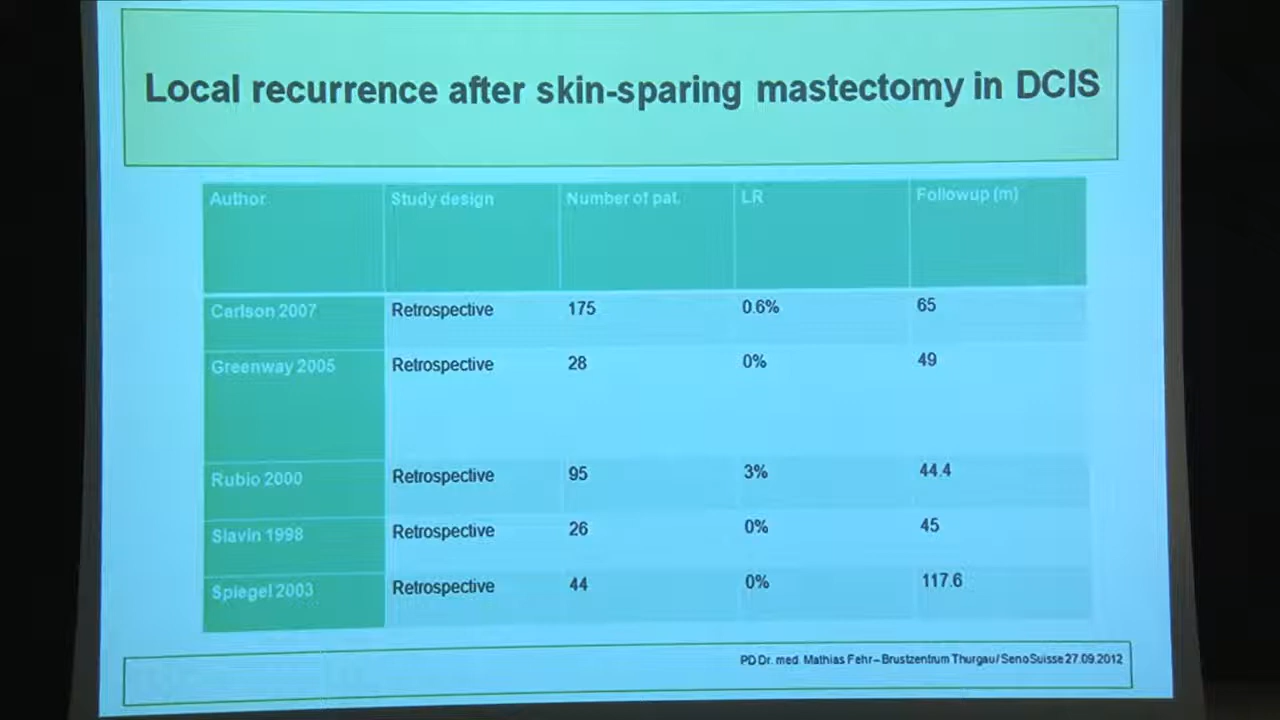 Local recurrence after skin-sparing mastectomy in DCIS
Author Study design Number of pat. LR Followup (m)
Carlson 2007 Retrospective 175 0.6% 65
Greenway 2005 Retrospective 28 0% 49
Rubio 2000 Retrospective 95 3% 44.4
Slavin 1998 Retrospective 26 0% 45
Spiegel 2003 Retrospective 44 0% 117.6
PD Dr. med. Mathias Fehr – Brustzentrum Thurgau/ SenoSuisse 27.09.2012